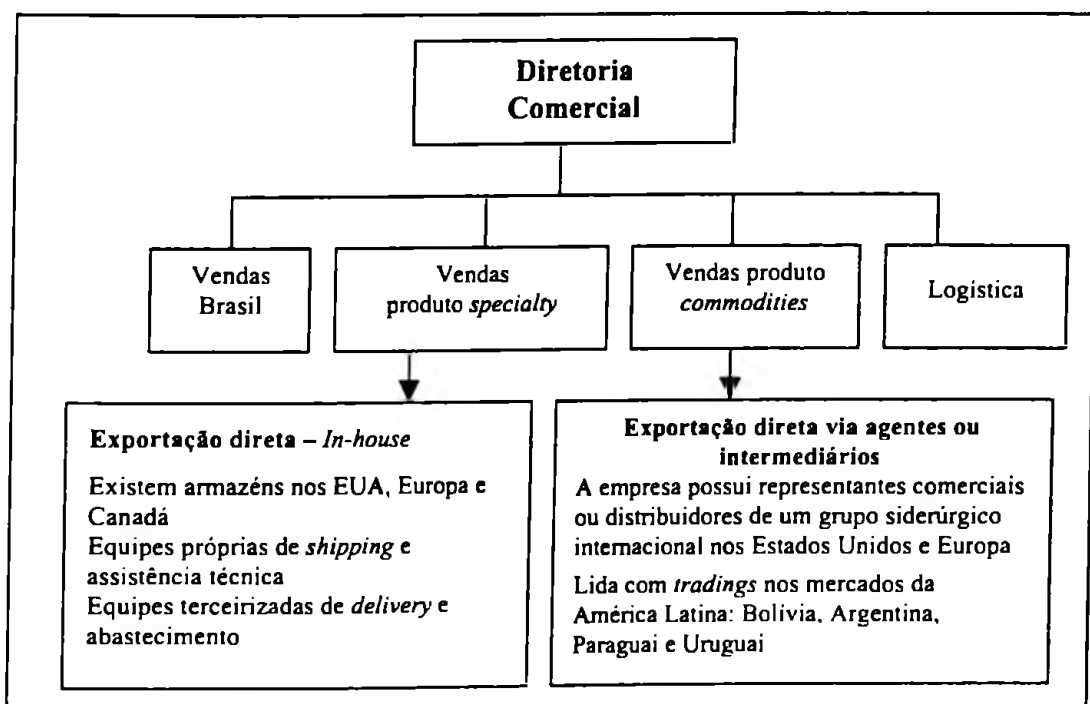 Diretoria
Comercial
Vendas
Brasil
Vendas
produto specialty
Vendas produto
commodities
Logística
Exportação direta – In-house
Existem armazéns nos EUA, Europa e
Canadá
Equipes próprias de shipping e
assistência técnica
Equipes terceirizadas de delivery e
abastecimento
Exportação direta via agentes ou
intermediários
A empresa possui representantes comerciais
ou distribuidores de um grupo siderúrgico
internacional nos Estados Unidos e Europa
Lida com tradings nos mercados da
América Latina: Bolívia, Argentina,
Paraguai e Uruguai